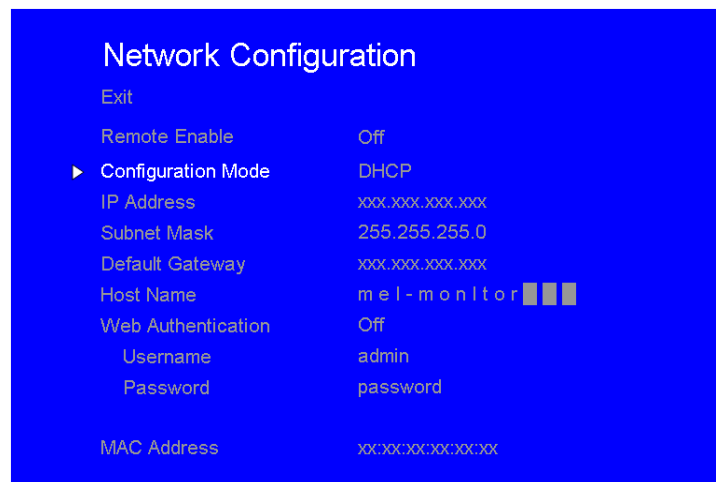 Network Configuration
Exit
Remote Enable Off
Configuration Mode DHCP
IP Address xxx.xxx.xxx.xxx
Subnet Mask 255.255.255.0
Default Gateway xxx.xxx.xxx.xxx
Host Name mel-monItor
Web Authentication Off
Username admin
Password password
MAC Address xx:xx:xx:xx:xx:xx